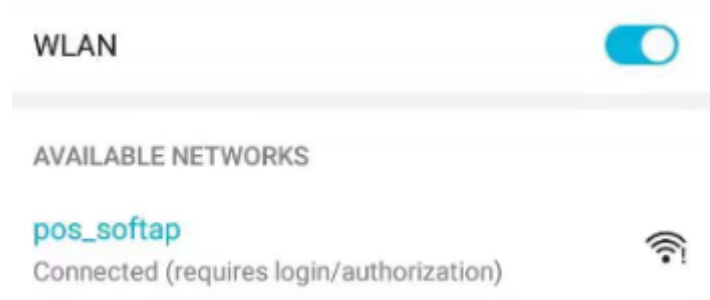 WLAN
AVAILABLE NETWORKS
pos_softap
Connected (requires login/authorization)